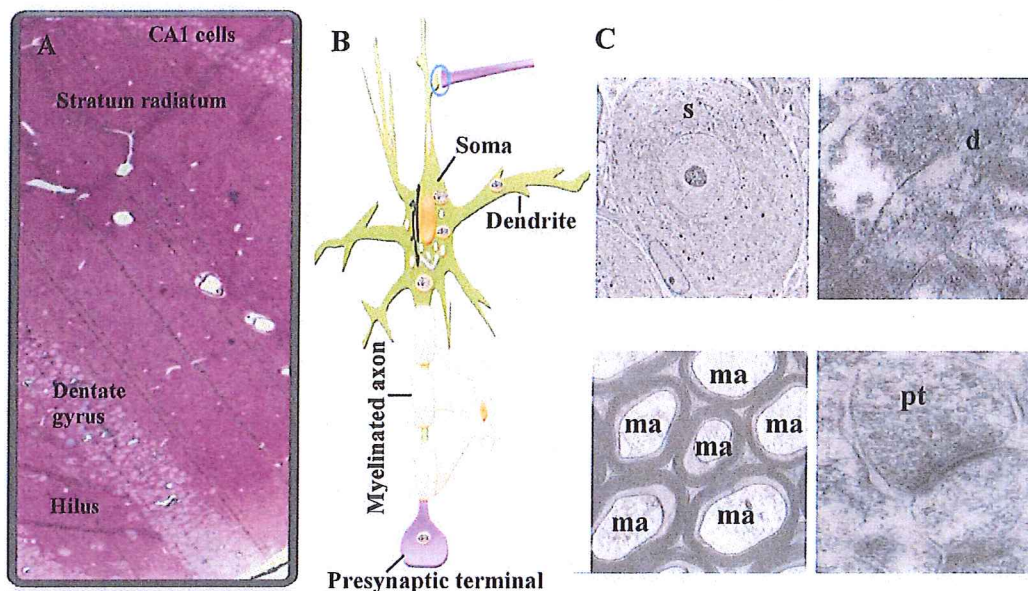 A
CA1 cells
Stratum radiatum
Dentate
gyrus
Hilus
B
Soma
Dendrite
Myelinated axon
Presynaptic terminal
C
s
d
ma
ma
ma
ma
ma
ma
pt